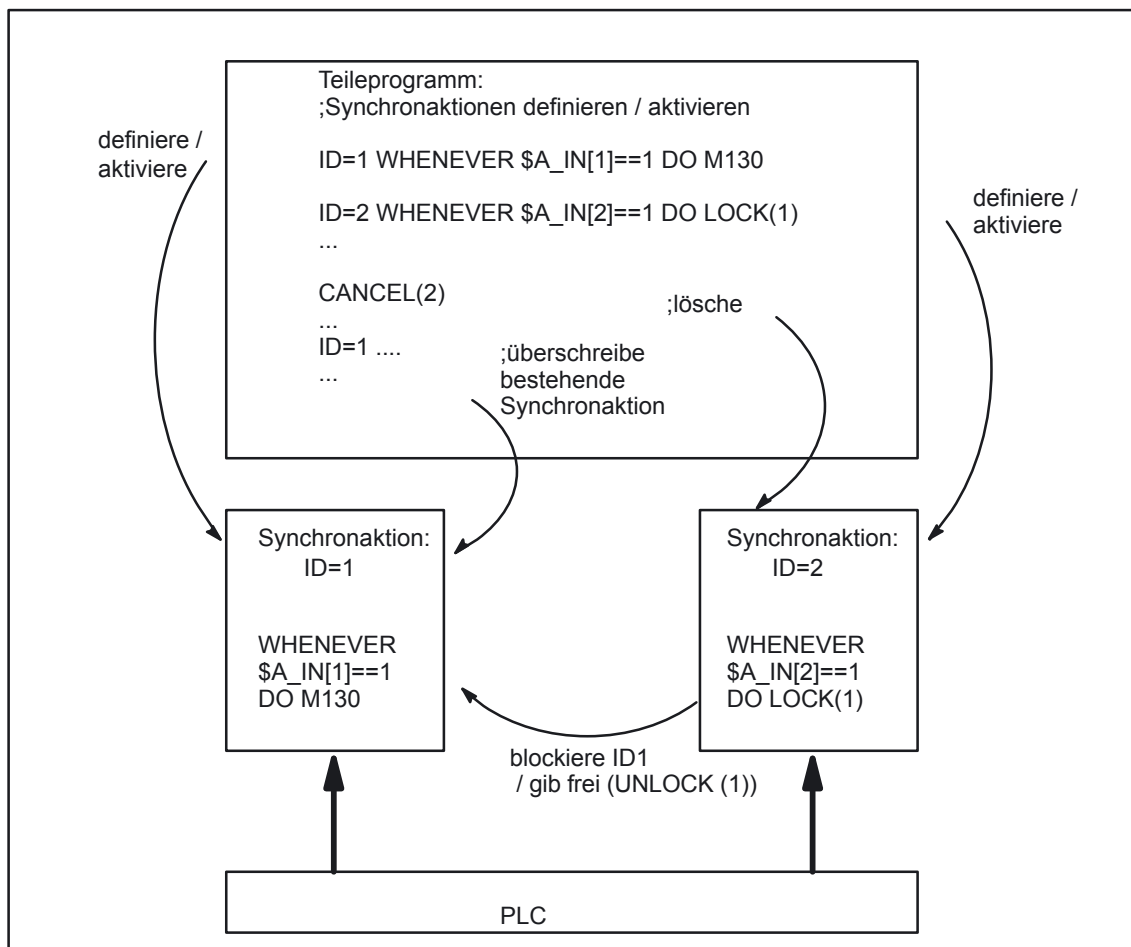 Teileprogramm:
;Synchronaktionen definieren / aktivieren
definiere /
aktiviere
ID=1 WHENEVER $A_IN[1]==1 DO M130
ID=2 WHENEVER $A_IN[2]==1 DO LOCK(1)
...
definiere /
aktiviere
CANCEL(2)
;lösche
...
ID=1 ....
...
;überschreibe
bestehende
Synchronaktion
Synchronaktion:
ID=1
WHENEVER
$A_IN[1]==1
DO M130
Synchronaktion:
ID=2
WHENEVER
$A_IN[2]==1
DO LOCK(1)
blockiere ID1
/ gib frei (UNLOCK (1))
PLC